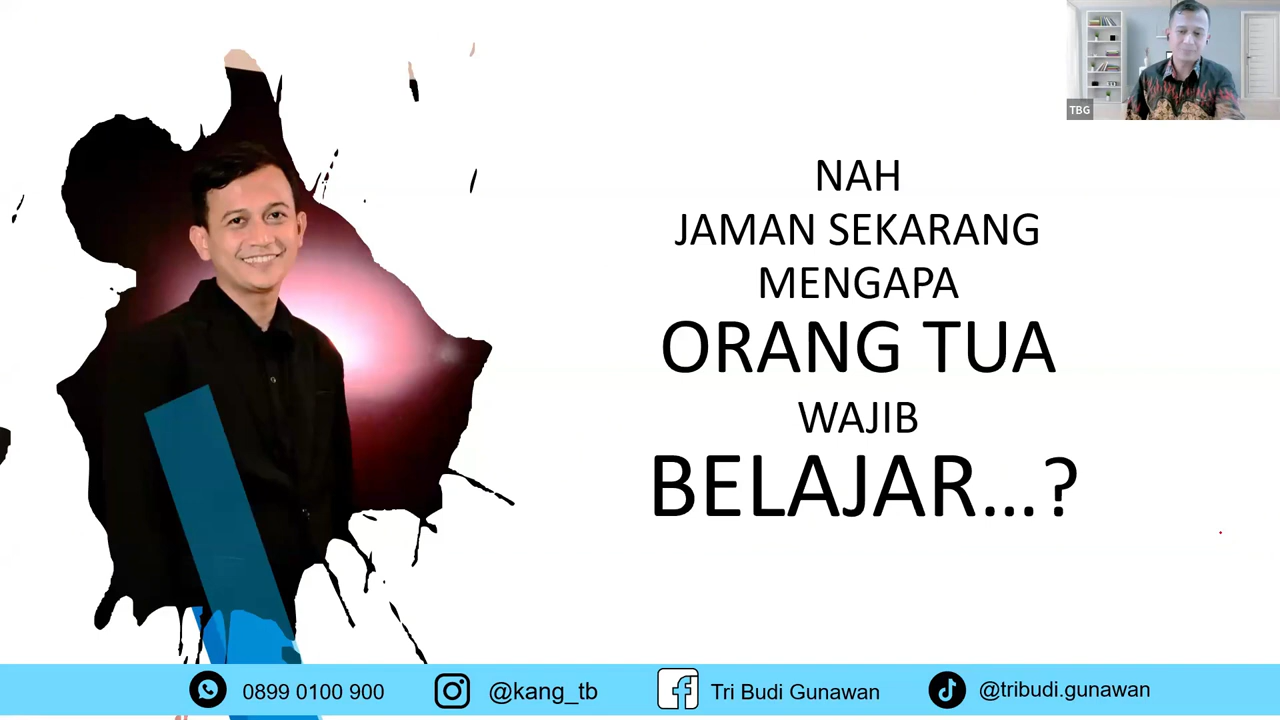 TBG
NAH
JAMAN SEKARANG
MENGAPA
ORANG TUA
WAJIB
BELAJAR...?
0899 0100 900
@kang_tb
Tri Budi Gunawan
@tribudi.gunawan